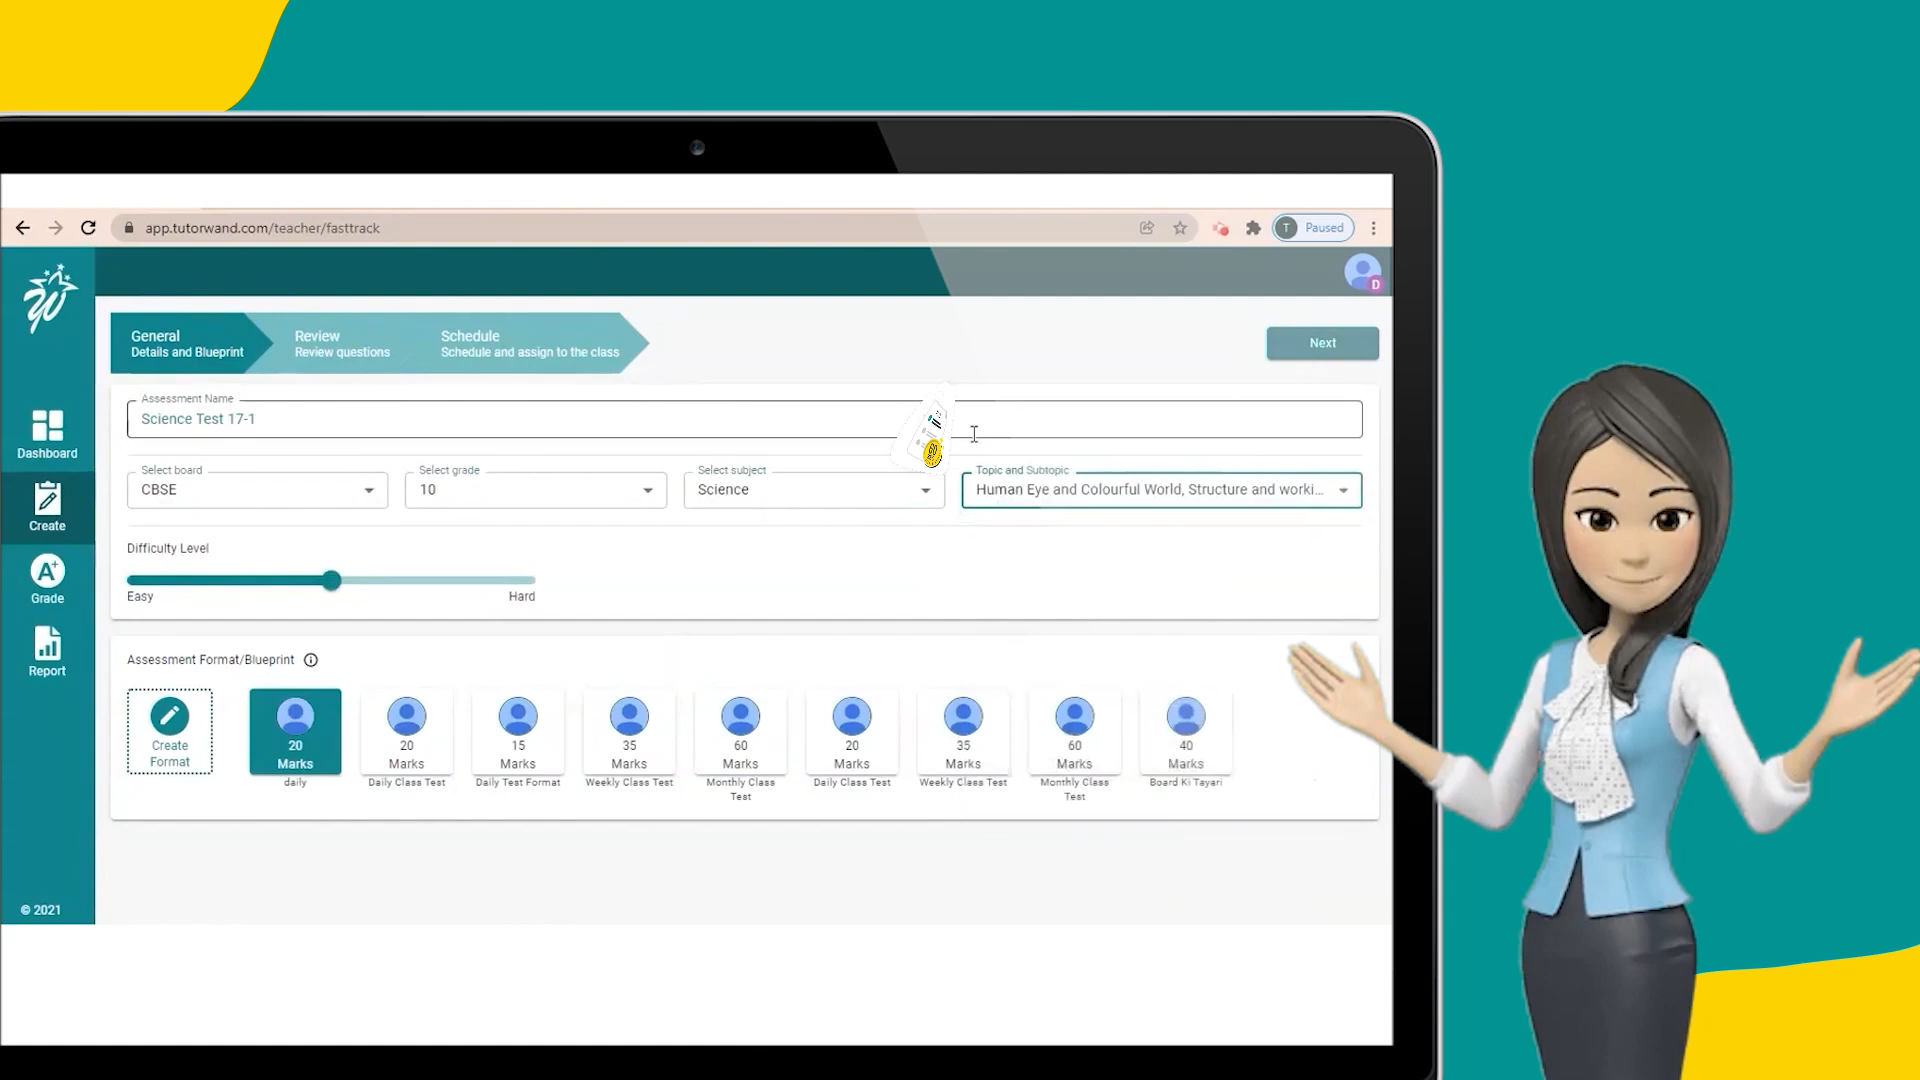 app.tutorwand.com/teacher/fasttrack
T Paused
D
General
Details and Blueprint
Review
Review questions
Schedule
Schedule and assign to the class
Next
Assessment Name
Science Test 17-1
Select board
CBSE
Select grade
10
Select subject
Science
Topic and Subtopic
Human Eye and Colourful World, Structure and worki...
Difficulty Level
Easy
Hard
Dashboard
Create
A+
Grade
Report
© 2021
Assessment Format/Blueprint
Create
Format
20
Marks
daily
20
Marks
Daily Class Test
15
Marks
Daily Test Format
35
Marks
Weekly Class Test
60
Marks
Monthly Class
Test
20
Marks
Daily Class Test
35
Marks
Weekly Class Test
60
Marks
Monthly Class
Test
40
Marks
Board Ki Tayari